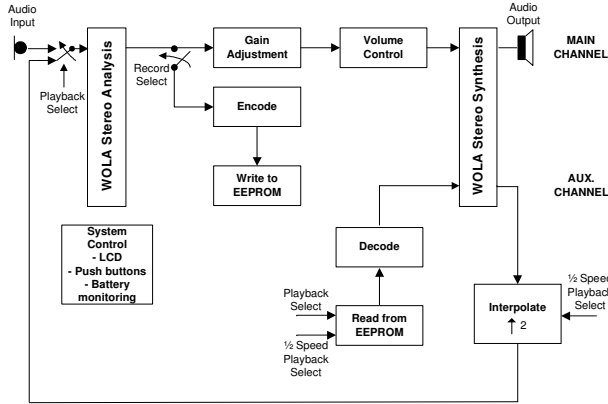 Audio
Input
Playback
Select
WOLA Stereo Analysis
Record
Select
Gain
Adjustment
Volume
Control
WOLA Stereo Synthesis
Audio
Output
MAIN
CHANNEL
Encode
Write to
EEPROM
AUX.
CHANNEL
System
Control
- LCD
- Push buttons
- Battery
monitoring
Decode
Playback
Select
½ Speed
Playback
Select
Read from
EEPROM
Interpolate
↑ 2
½ Speed
Playback
Select